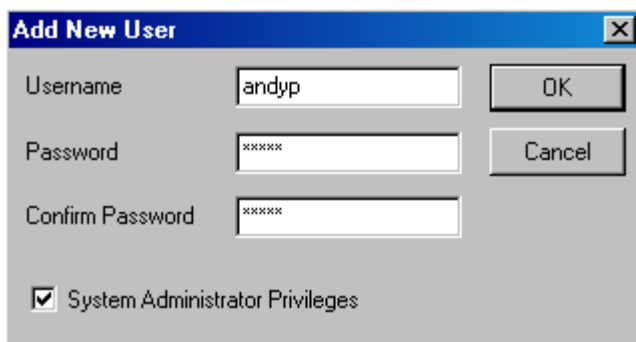 Add New User
Username andyp OK
Password ***** Cancel
Confirm Password *****
System Administrator Privileges